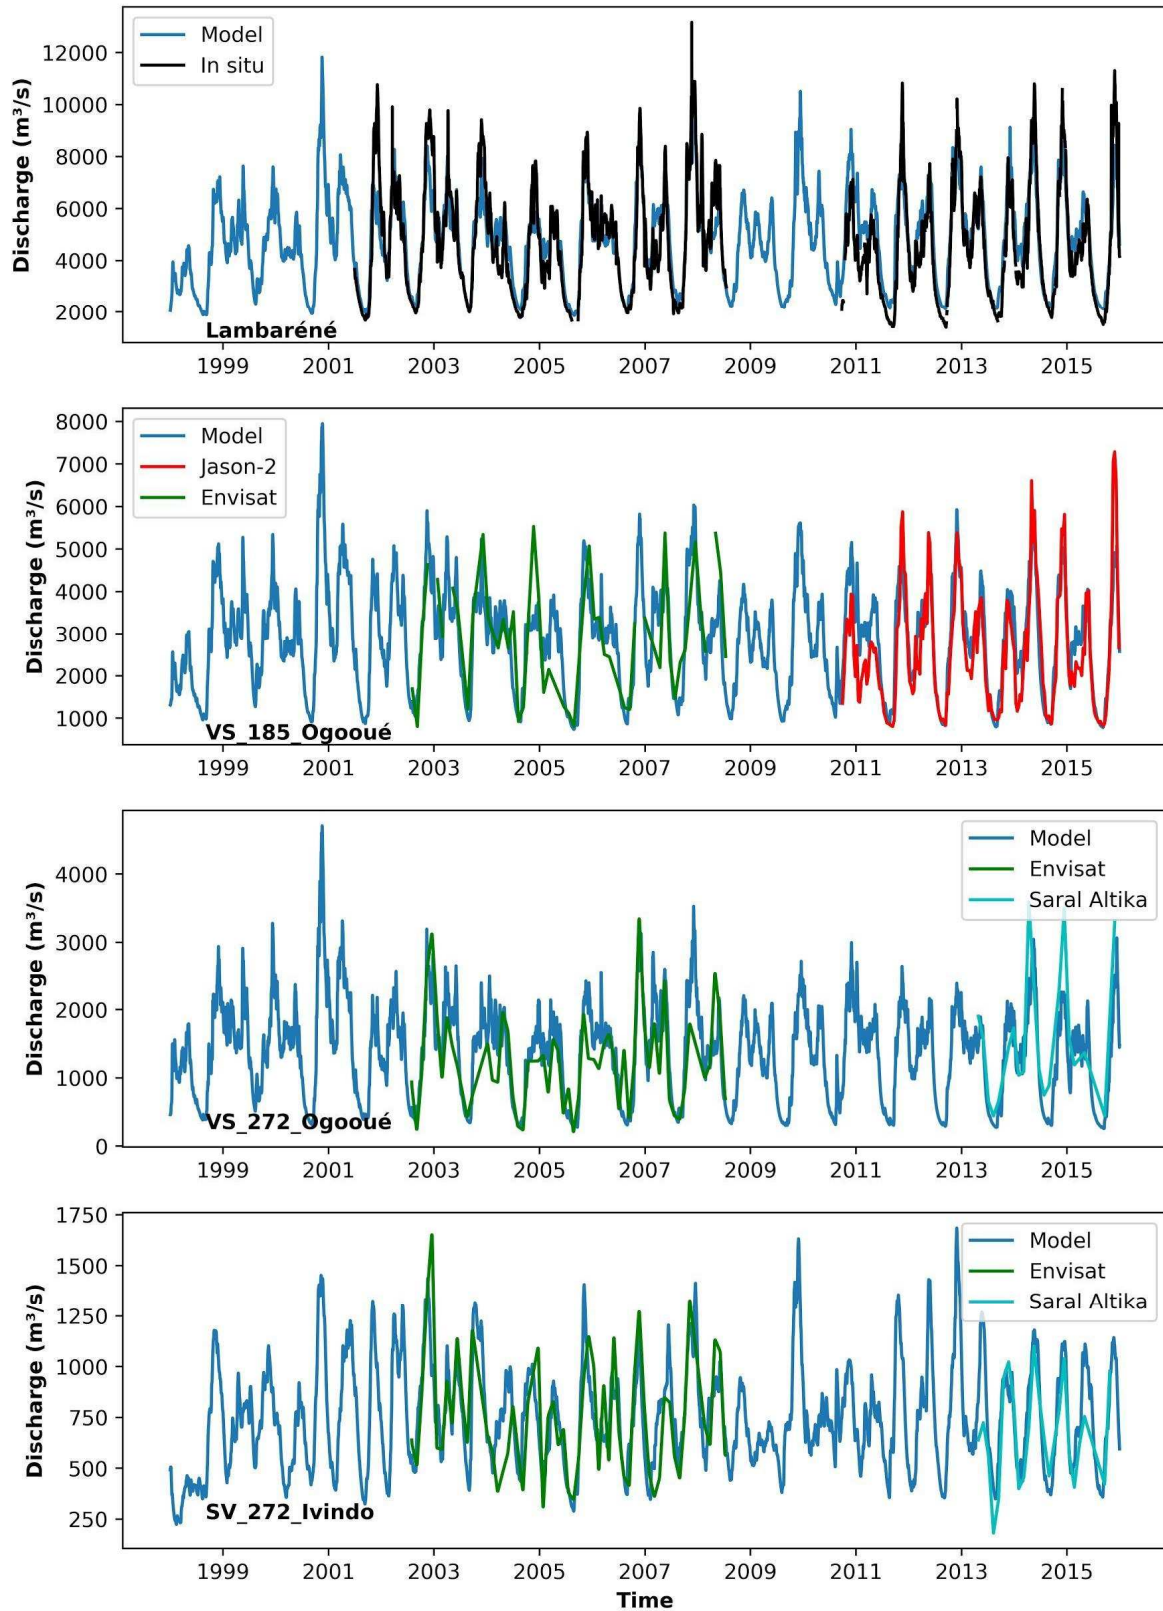 Model
In situ
12000
10000
8000
6000
4000
2000
Discharge (m³/s)
Lambaréné
1999 2001 2003 2005 2007 2009 2011 2013 2015
Model
Jason-2
Envisat
8000
7000
6000
5000
4000
3000
2000
1000
Discharge (m³/s)
VS_185_Ogooué
1999 2001 2003 2005 2007 2009 2011 2013 2015
Model
Envisat
Saral Altika
4000
3000
2000
1000
0
Discharge (m³/s)
VS_272_Ogooué
1999 2001 2003 2005 2007 2009 2011 2013 2015
Model
Envisat
Saral Altika
1750
1500
1250
1000
750
500
250
Discharge (m³/s)
SV_272_Ivindo
1999 2001 2003 2005 2007 2009 2011 2013 2015
Time